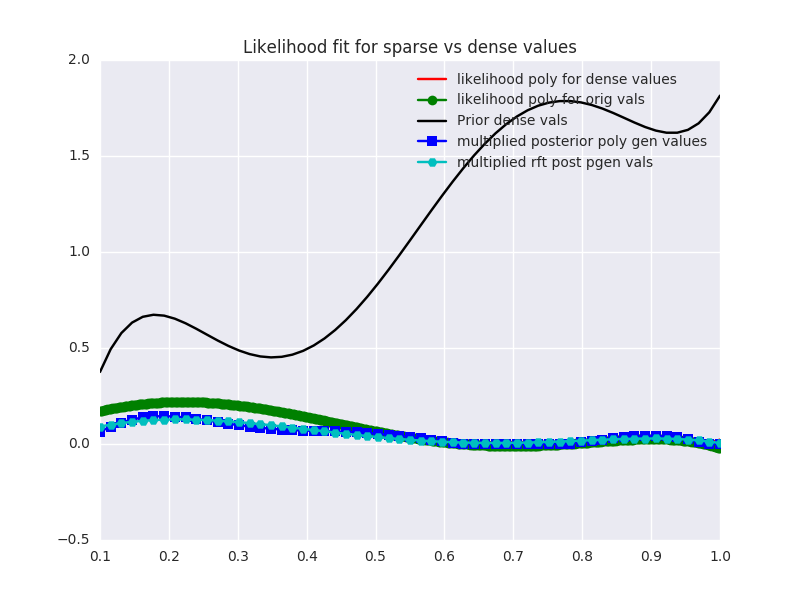 Likelihood fit for sparse vs dense values
2.0
1.5
1.0
0.5
0.0
−0.5
likelihood poly for dense values
likelihood poly for orig vals
Prior dense vals
multiplied posterior poly gen values
multiplied rft post pgen vals
0.1 0.2 0.3 0.4 0.5 0.6 0.7 0.8 0.9 1.0